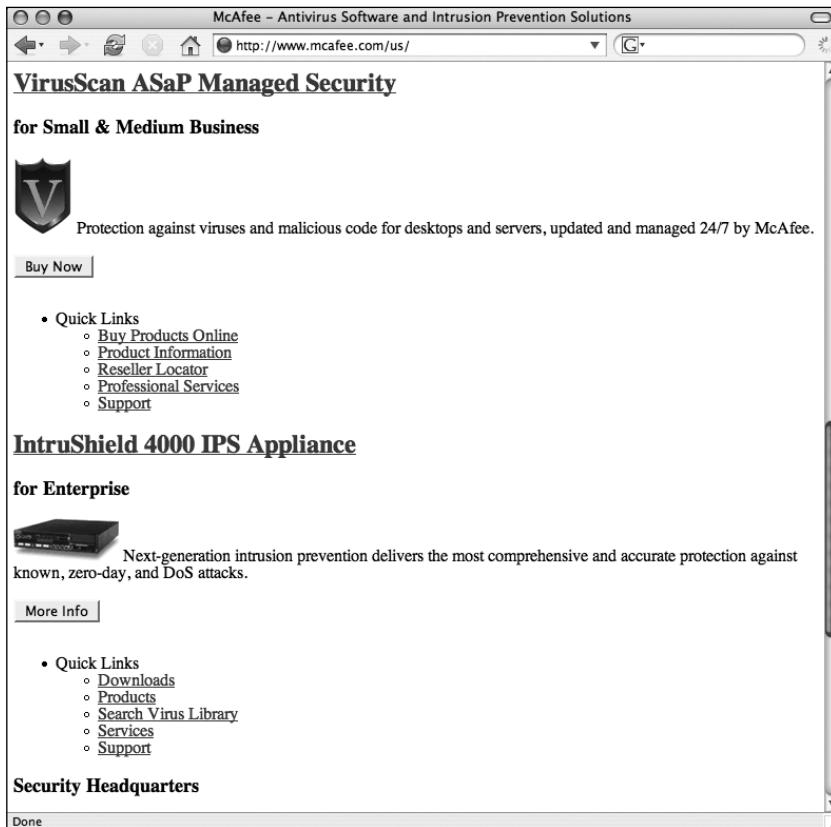 McAfee – Antivirus Software and Intrusion Prevention Solutions
http://www.mcafee.com/us/
G
VirusScan ASaP Managed Security
for Small & Medium Business
V
Protection against viruses and malicious code for desktops and servers, updated and managed 24/7 by McAfee.
Buy Now
• Quick Links
◦ Buy Products Online
◦ Product Information
◦ Reseller Locator
◦ Professional Services
◦ Support
IntruShield 4000 IPS Appliance
for Enterprise
Next-generation intrusion prevention delivers the most comprehensive and accurate protection against
known, zero-day, and DoS attacks.
More Info
• Quick Links
◦ Downloads
◦ Products
◦ Search Virus Library
◦ Services
◦ Support
Security Headquarters
Done